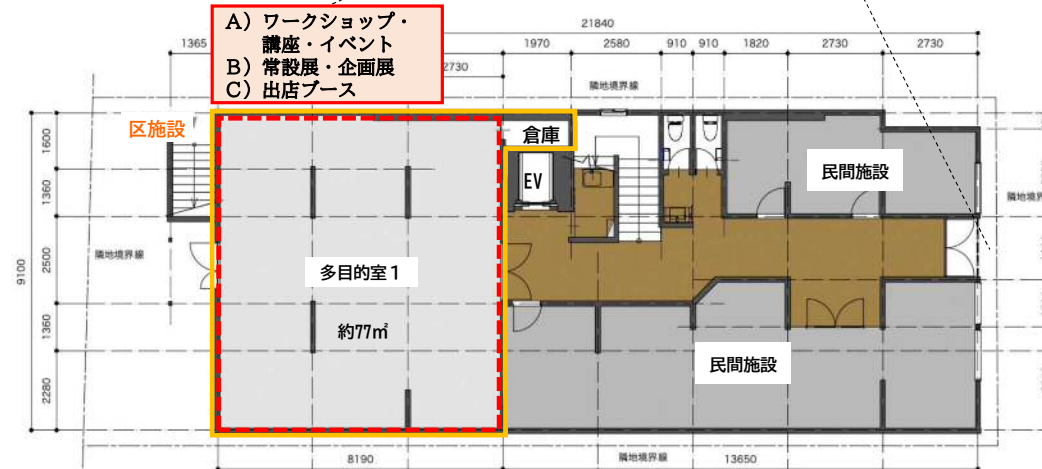 A）ワークショップ・
講座・イベント
B）常設展・企画展
C）出店ブース
21840
1365
2730
1970
2580
910
910
1820
2730
2730
隣地境界線
区施設
倉庫
EV
民間施設
隣地境界
1600
1360
2500
1360
2280
9100
隣地境界線
多目的室１
約77㎡
民間施設
8190
隣地境界線
13650